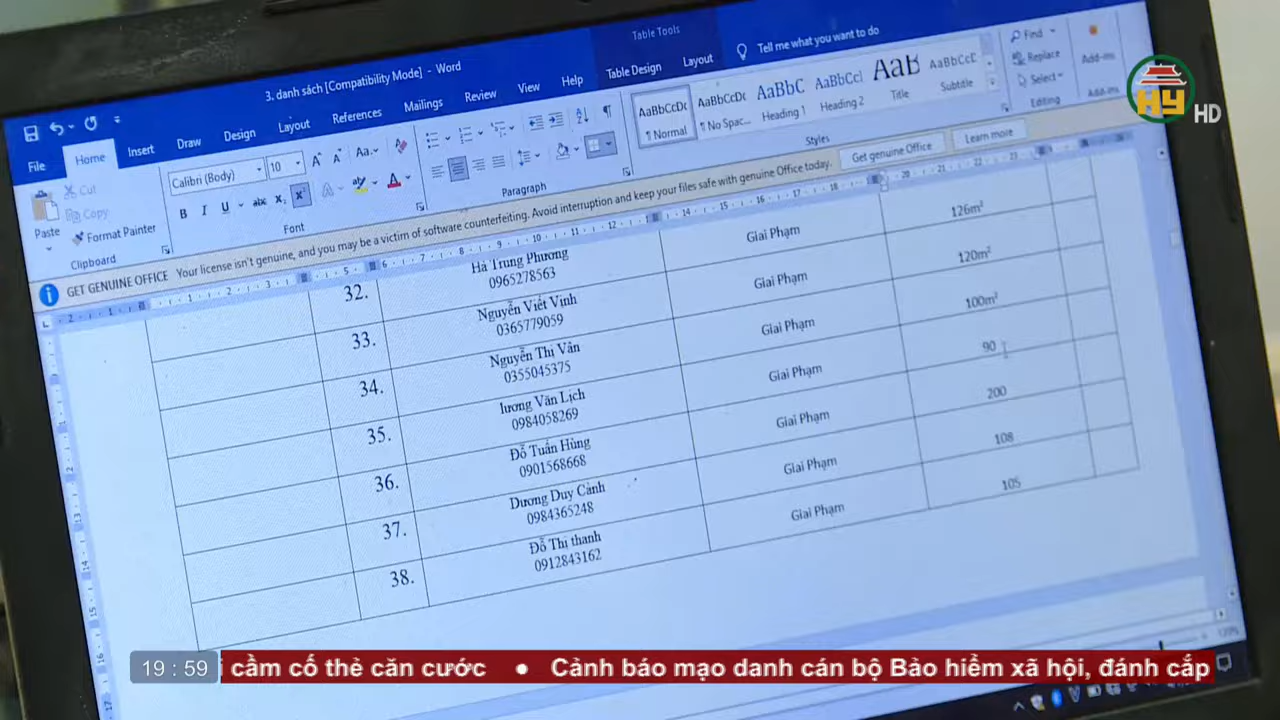 Table Tools
3. danh sách [Compatibility Mode] - Word
File Home Insert Draw Design Layout References Mailings Review View Help Table Design Layout Tell me what you want to do
Cut
Copy
Format Painter
Paste
Clipboard
Calibri (Body) 10
Font
Paragraph
AaBbCcDc AaBbCcDc AaBbC AaBbCcl AaB AaBbCcD
¶ Normal ¶ No Spac... Heading 1 Heading 2 Title Subtitle
Styles
Find
Replace
Select
Editing
Add-ins
Add-ins
HY HD
GET GENUINE OFFICE Your license isn't genuine, and you may be a victim of software counterfeiting. Avoid interruption and keep your files safe with genuine Office today. Get genuine Office Learn more
Giai Phạm 126m²
32. Hà Trung Phương Giai Phạm 120m²
0965278563
33. Nguyễn Viết Vinh Giai Phạm 100m²
0365779059
34. Nguyễn Thị Vân Giai Phạm 90
0355045375
35. lương Văn Lịch Giai Phạm 200
0984058269
36. Đỗ Tuấn Hùng Giai Phạm 108
0901568668
37. Dương Duy Cảnh Giai Phạm 105
0984365248
38. Đỗ Thị thanh
0912843162
19 : 59 cầm cố thẻ căn cước • Cảnh báo mạo danh cán bộ Bảo hiểm xã hội, đánh cắp